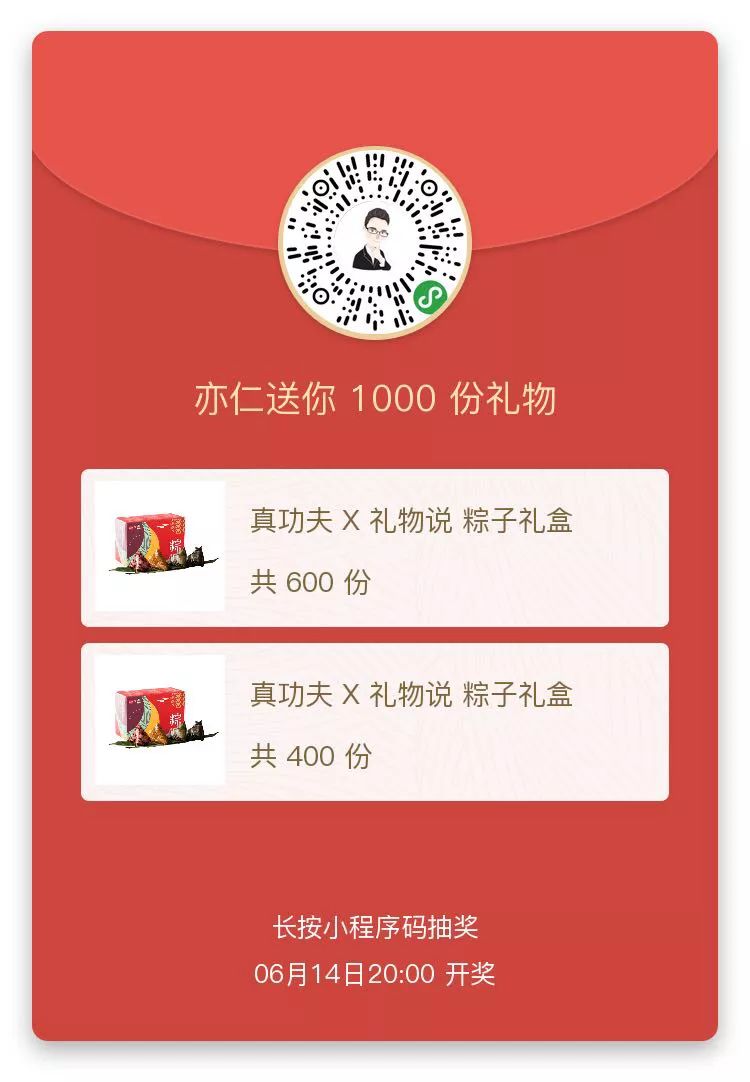 亦仁送你 1000 份礼物
真功夫 X 礼物说 粽子礼盒
共 600 份
真功夫 X 礼物说 粽子礼盒
共 400 份
长按小程序码抽奖
06月14日20:00 开奖